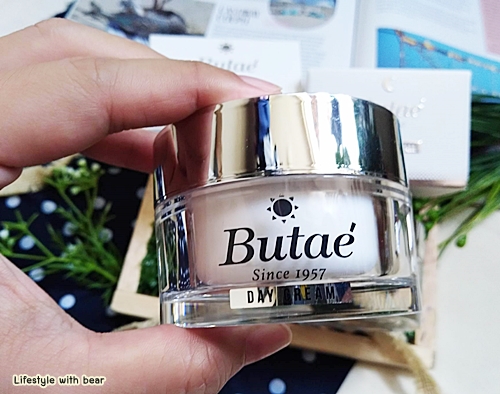 Butaé
Since 1957
DAY CREAM
Lifestyle with bear